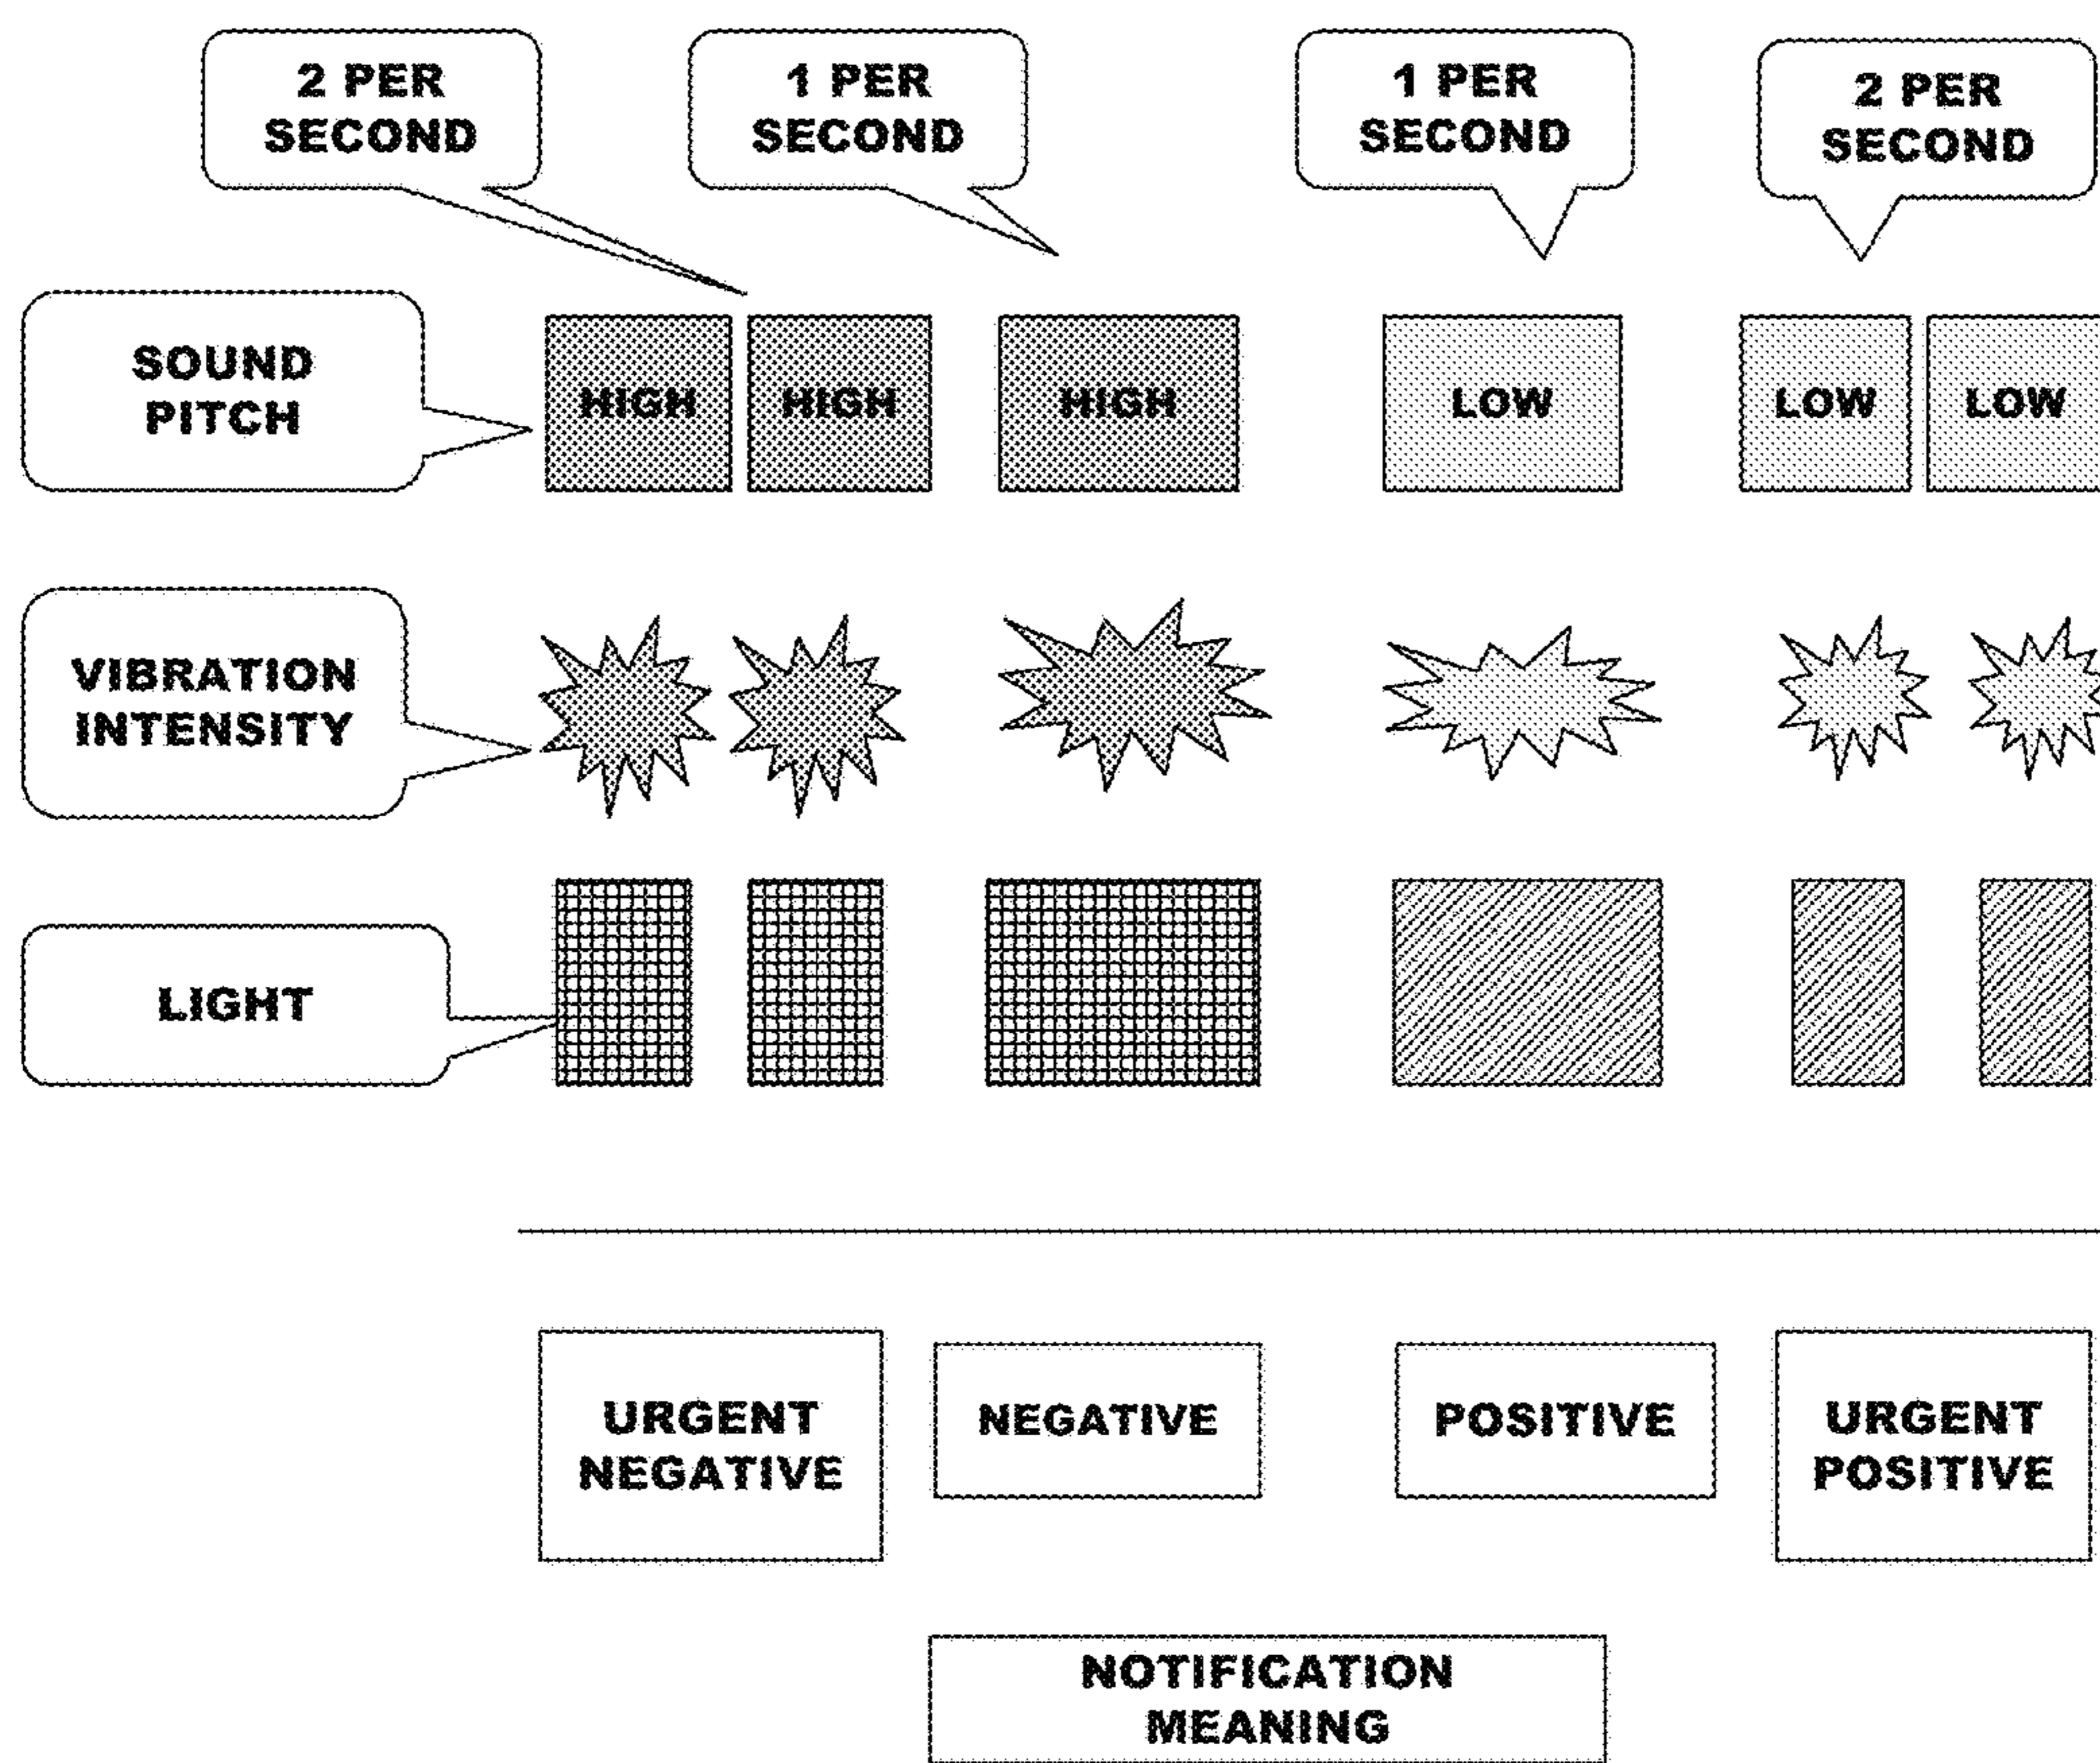 2 PER
SECOND
1 PER
SECOND
1 PER
SECOND
2 PER
SECOND
SOUND
PITCH
HIGH
HIGH
HIGH
LOW
LOW
LOW
VIBRATION
INTENSITY
LIGHT
URGENT
NEGATIVE
NEGATIVE
POSITIVE
URGENT
POSITIVE
NOTIFICATION
MEANING